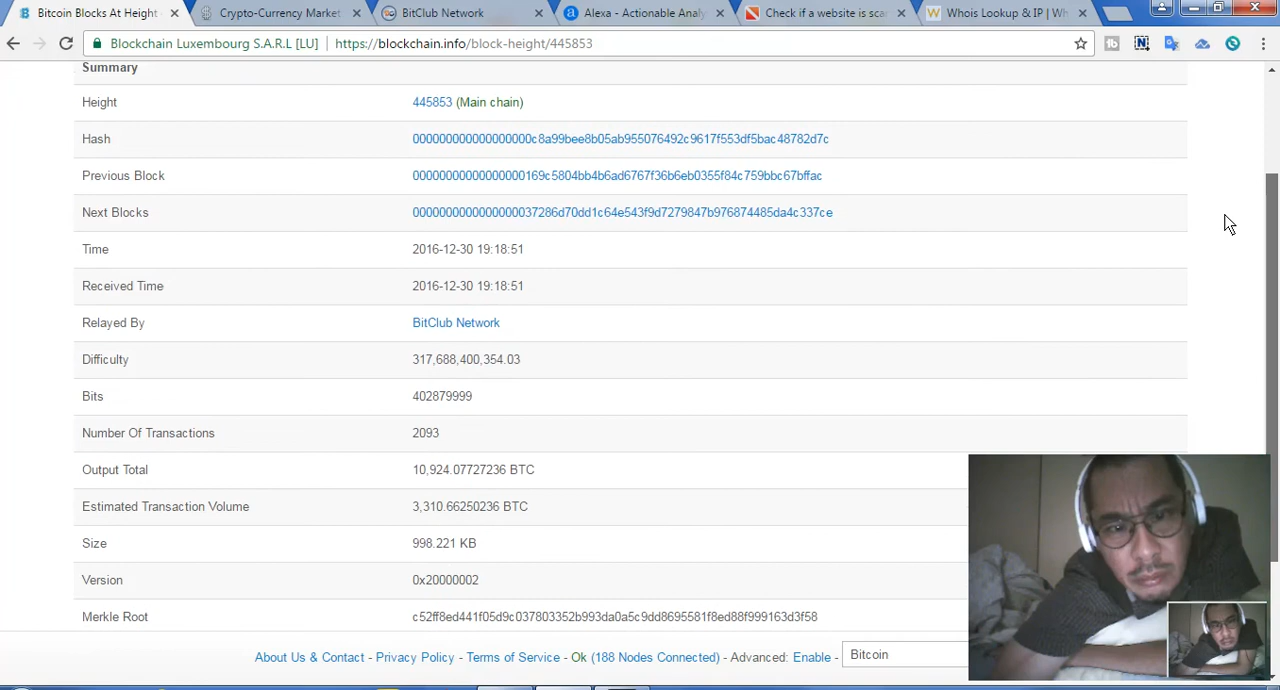 Bitcoin Blocks At Height -
Crypto-Currency Market
BitClub Network
Alexa - Actionable Analy
Check if a website is scan
Whois Lookup & IP | Wh
Blockchain Luxembourg S.A.R.L [LU]
https://blockchain.info/block-height/445853
Summary
Height 445853 (Main chain)
Hash 000000000000000000c8a99bee8b05ab955076492c9617f553df5bac48782d7c
Previous Block 00000000000000000169c5804bb4b6ad6767f36b6eb0355f84c759bbc67bffac
Next Blocks 0000000000000000037286d70dd1c64e543f9d7279847b976874485da4c337ce
Time 2016-12-30 19:18:51
Received Time 2016-12-30 19:18:51
Relayed By BitClub Network
Difficulty 317,688,400,354.03
Bits 402879999
Number Of Transactions 2093
Output Total 10,924.07727236 BTC
Estimated Transaction Volume 3,310.66250236 BTC
Size 998.221 KB
Version 0x20000002
Merkle Root c52ff8ed441f05d9c037803352b993da0a5c9dd8695581f8ed88f999163d3f58
About Us & Contact - Privacy Policy - Terms of Service - Ok (188 Nodes Connected) - Advanced: Enable - Bitcoin